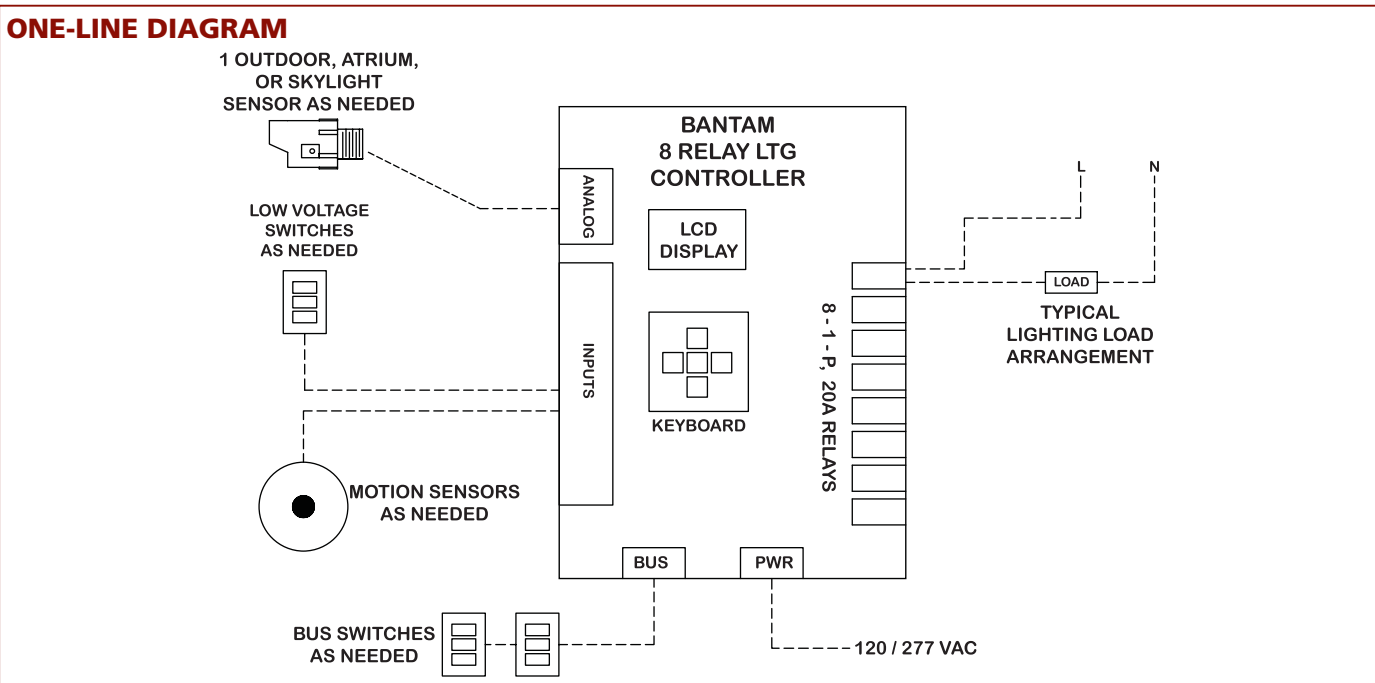 ONE-LINE DIAGRAM
1 OUTDOOR, ATRIUM,
OR SKYLIGHT
SENSOR AS NEEDED
BANTAM
8 RELAY LTG
CONTROLLER
ANALOG
LOW VOLTAGE
SWITCHES
AS NEEDED
LCD
DISPLAY
L
N
LOAD
TYPICAL
LIGHTING LOAD
ARRANGEMENT
INPUTS
8 - 1 - P, 20A RELAYS
KEYBOARD
MOTION SENSORS
AS NEEDED
BUS
PWR
BUS SWITCHES
AS NEEDED
120 / 277 VAC